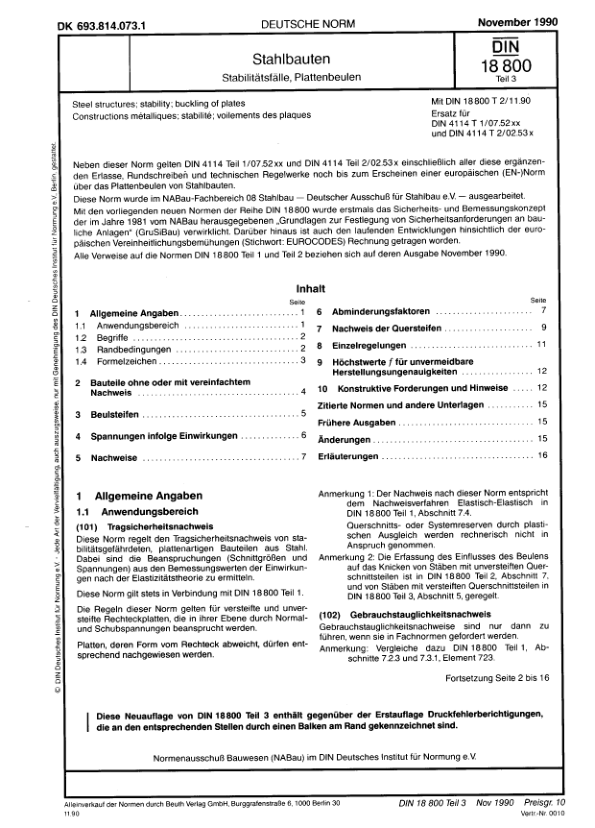 DK 693.814.073.1
DEUTSCHE NORM
November 1990
Stahlbauten
Stabilitätsfälle, Plattenbeulen
DIN
18 800
Teil 3
Steel structures; stability; buckling of plates
Constructions métalliques; stabilité; voilements des plaques
Mit DIN 18 800 T 2/11.90
Ersatz für
DIN 4114 T 1/07.52xx
und DIN 4114 T 2/02.53x
Neben dieser Norm gelten DIN 4114 Teil 1/07.52xx und DIN 4114 Teil 2/02.53x einschließlich aller diese ergänzen-
den Erlasse, Rundschreiben und technischen Regelwerke noch bis zum Erscheinen einer europäischen (EN-)Norm
über das Plattenbeulen von Stahlbauten.
Diese Norm wurde im NABau-Fachbereich 08 Stahlbau — Deutscher Ausschuß für Stahlbau e.V. — ausgearbeitet.
Mit den vorliegenden neuen Normen der Reihe DIN 18 800 wurde erstmals das Sicherheits- und Bemessungskonzept
der im Jahre 1981 vom NABau herausgegebenen „Grundlagen zur Festlegung von Sicherheitsanforderungen an bau-
liche Anlagen“ (GruSiBau) verwirklicht. Darüber hinaus ist auch den laufenden Entwicklungen hinsichtlich der euro-
päischen Vereinheitlichungsbemühungen (Stichwort: EUROCODES) Rechnung getragen worden.
Alle Verweise auf die Normen DIN 18 800 Teil 1 und Teil 2 beziehen sich auf deren Ausgabe November 1990.
Inhalt
Seite
1 Allgemeine Angaben 1
1.1 Anwendungsbereich 1
1.2 Begriffe 2
1.3 Randbedingungen 2
1.4 Formelzeichen 3
2 Bauteile ohne oder mit vereinfachtem
Nachweis 4
3 Beulsteifen 5
4 Spannungen infolge Einwirkungen 6
5 Nachweise 7
Seite
6 Abminderungsfaktoren 7
7 Nachweis der Quersteifen 9
8 Einzelregelungen 11
9 Höchstwerte f für unvermeidbare
Herstellungsungenauigkeiten 12
10 Konstruktive Forderungen und Hinweise 12
Zitierte Normen und andere Unterlagen 15
Frühere Ausgaben 15
Änderungen 15
Erläuterungen 16
1 Allgemeine Angaben
1.1 Anwendungsbereich
(101) Tragsicherheitsnachweis
Diese Norm regelt den Tragsicherheitsnachweis von sta-
bilitätsgefährdeten, plattenartigen Bauteilen aus Stahl.
Dabei sind die Beanspruchungen (Schnittgrößen und
Spannungen) aus den Bemessungswerten der Einwirkun-
gen nach der Elastizitätstheorie zu ermitteln.
Diese Norm gilt stets in Verbindung mit DIN 18 800 Teil 1.
Die Regeln dieser Norm gelten für versteifte und unver-
steifte Rechteckplatten, die in ihrer Ebene durch Normal-
und Schubspannungen beansprucht werden.
Platten, deren Form vom Rechteck abweicht, dürfen ent-
sprechend nachgewiesen werden.
Anmerkung 1: Der Nachweis nach dieser Norm entspricht
dem Nachweisverfahren Elastisch-Elastisch in
DIN 18 800 Teil 1, Abschnitt 7.4.
Querschnitts- oder Systemreserven durch plasti-
schen Ausgleich werden rechnerisch nicht in
Anspruch genommen.
Anmerkung 2: Die Erfassung des Einflusses des Beulens
auf das Knicken von Stäben mit unversteiften Quer-
schnittsteilen ist in DIN 18 800 Teil 2, Abschnitt 7,
und von Stäben mit versteiften Querschnittsteilen in
DIN 18 800 Teil 3, Abschnitt 5, geregelt.
(102) Gebrauchstauglichkeitsnachweis
Gebrauchstauglichkeitsnachweise sind nur dann zu
führen, wenn sie in Fachnormen gefordert werden.
Anmerkung: Vergleiche dazu DIN 18 800 Teil 1, Ab-
schnitte 7.2.3 und 7.3.1, Element 723.
Fortsetzung Seite 2 bis 16
Diese Neuauflage von DIN 18 800 Teil 3 enthält gegenüber der Erstauflage Druckfehlerberichtigungen,
die an den entsprechenden Stellen durch einen Balken am Rand gekennzeichnet sind.
Normenausschuß Bauwesen (NABau) im DIN Deutsches Institut für Normung e.V.
© DIN Deutsches Institut für Normung e.V. · Jede Art der Vervielfältigung, auch auszugsweise, nur mit Genehmigung des DIN Deutsches Institut für Normung e.V. Berlin, gestattet.
Alleinverkauf der Normen durch Beuth Verlag GmbH, Burggrafenstraße 6, 1000 Berlin 30
11.90
DIN 18 800 Teil 3 Nov 1990 Preisgr. 10
Vertr.-Nr. 0010